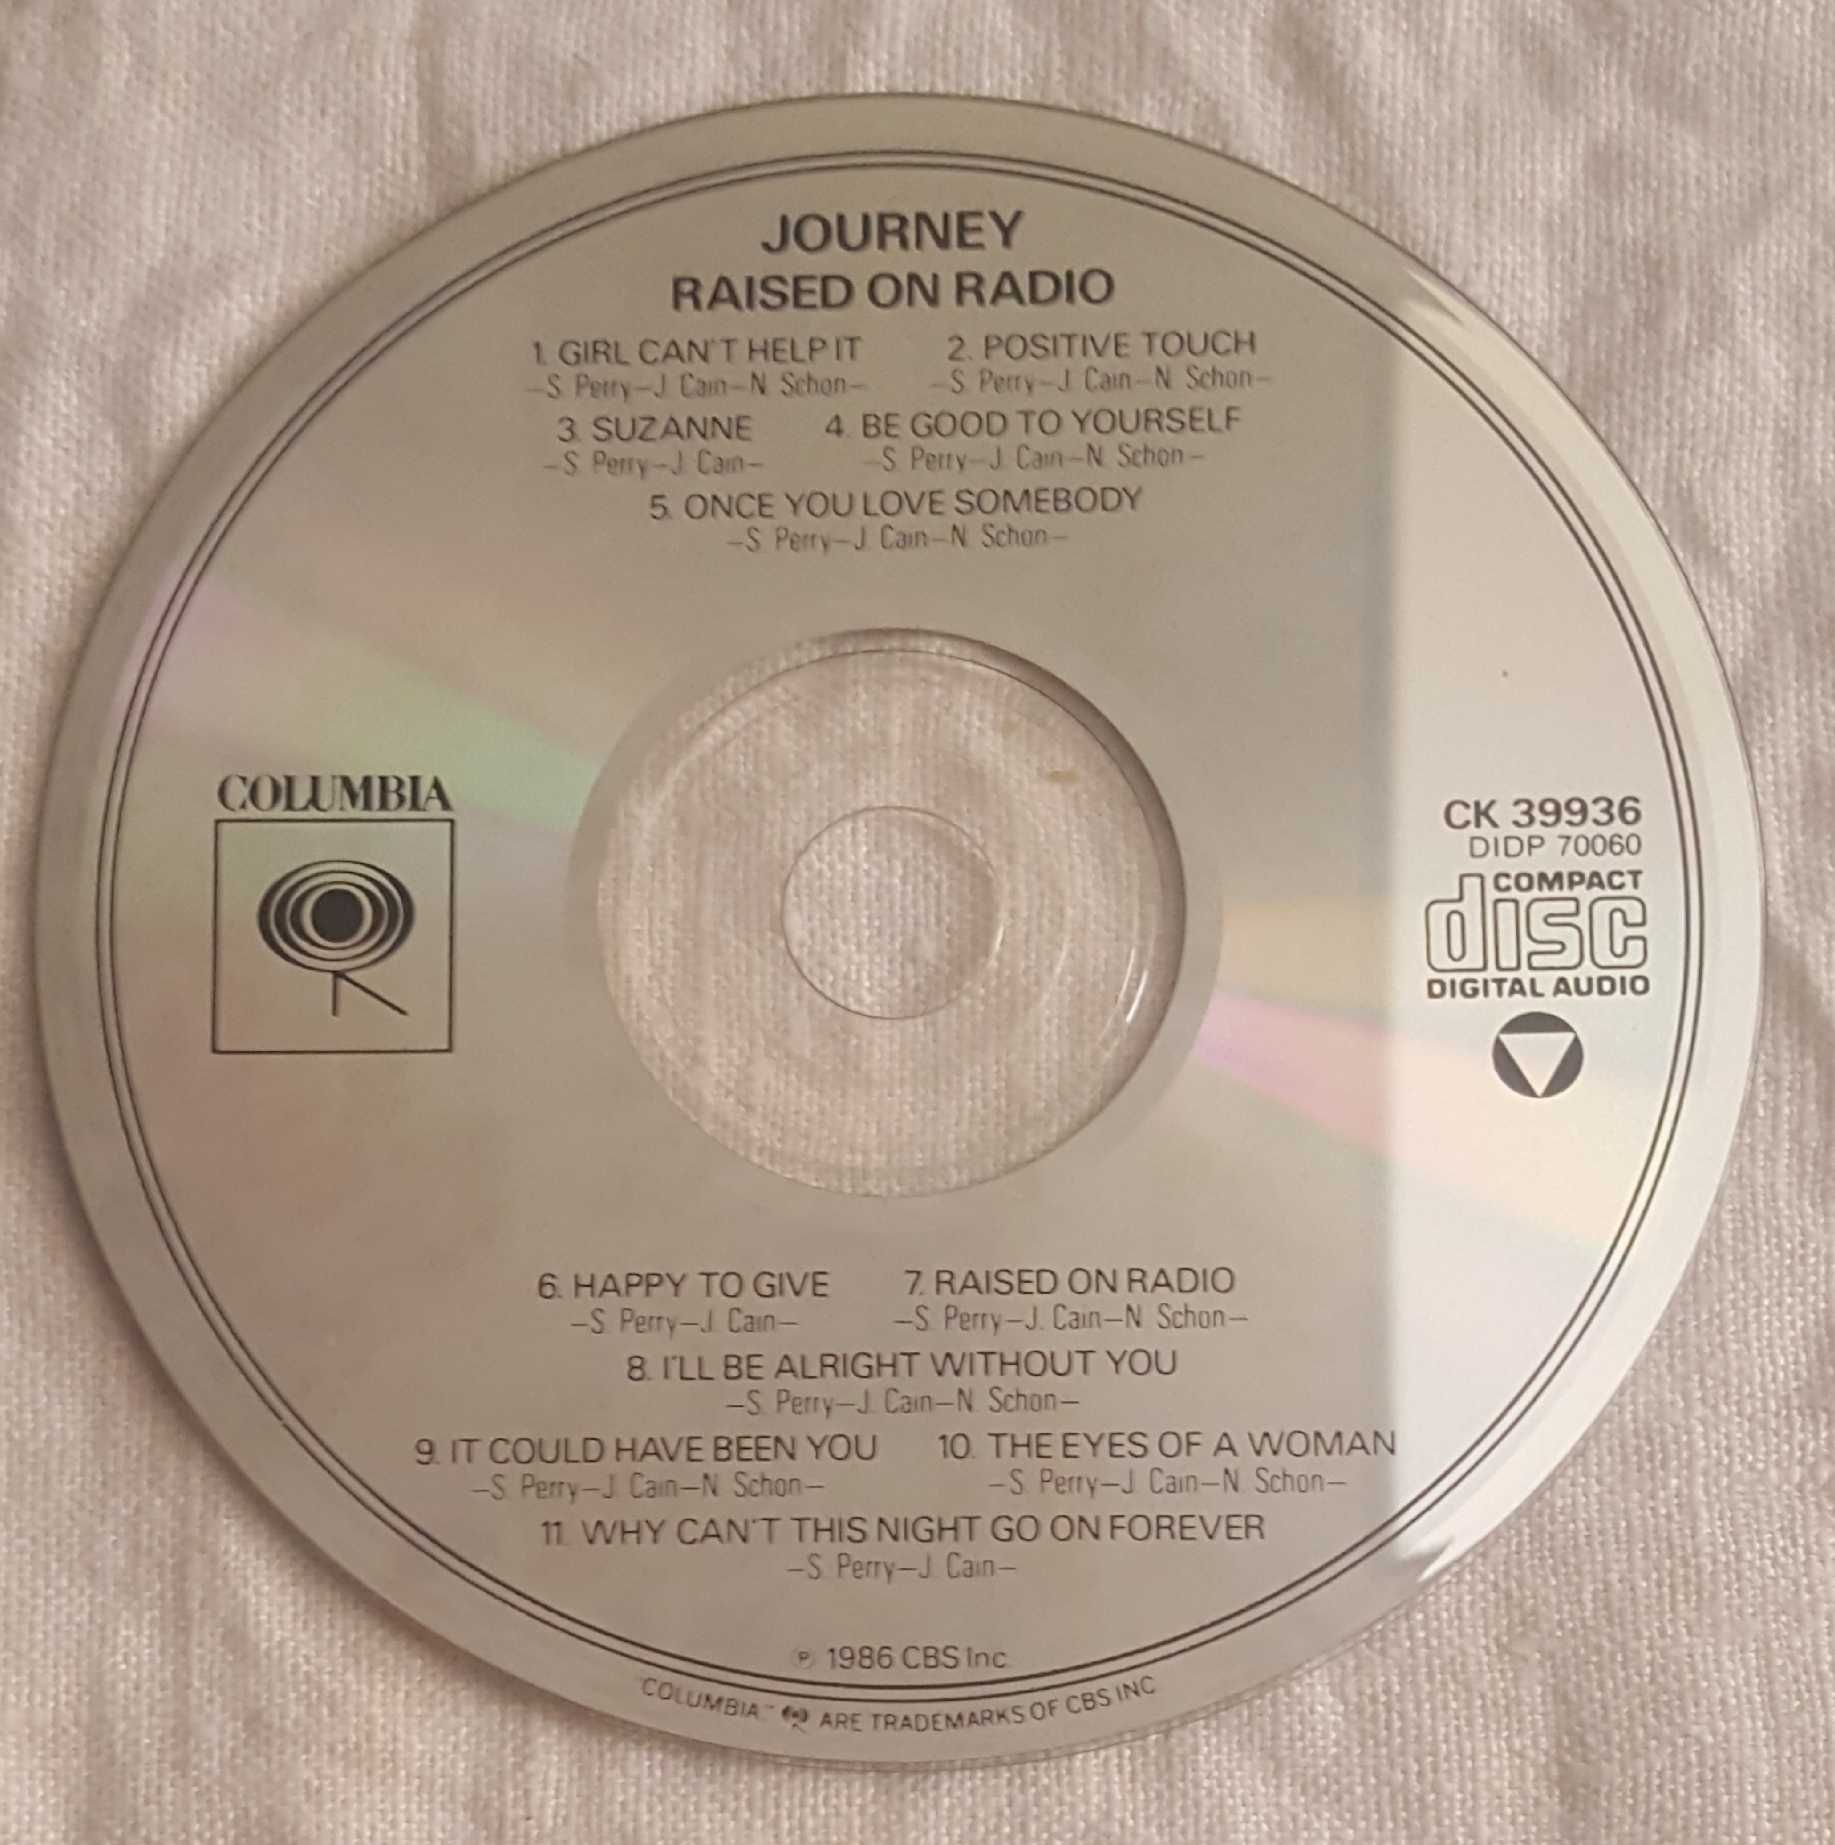 JOURNEY
RAISED ON RADIO
1. GIRL CAN'T HELP IT 2. POSITIVE TOUCH
–S. Perry–J. Cain–N. Schon– –S. Perry–J. Cain–N. Schon–
3. SUZANNE 4. BE GOOD TO YOURSELF
–S. Perry–J. Cain– –S. Perry–J. Cain–N. Schon–
5. ONCE YOU LOVE SOMEBODY
–S. Perry–J. Cain–N. Schon–
COLUMBIA
CK 39936
DIDP 70060
COMPACT
disc
DIGITAL AUDIO
6. HAPPY TO GIVE 7. RAISED ON RADIO
–S. Perry–J. Cain– –S. Perry–J. Cain–N. Schon–
8. I'LL BE ALRIGHT WITHOUT YOU
–S. Perry–J. Cain–N. Schon–
9. IT COULD HAVE BEEN YOU 10. THE EYES OF A WOMAN
–S. Perry–J. Cain–N. Schon– –S. Perry–J. Cain–N. Schon–
11. WHY CAN'T THIS NIGHT GO ON FOREVER
–S. Perry–J. Cain–
℗ 1986 CBS Inc.
"COLUMBIA," ARE TRADEMARKS OF CBS INC